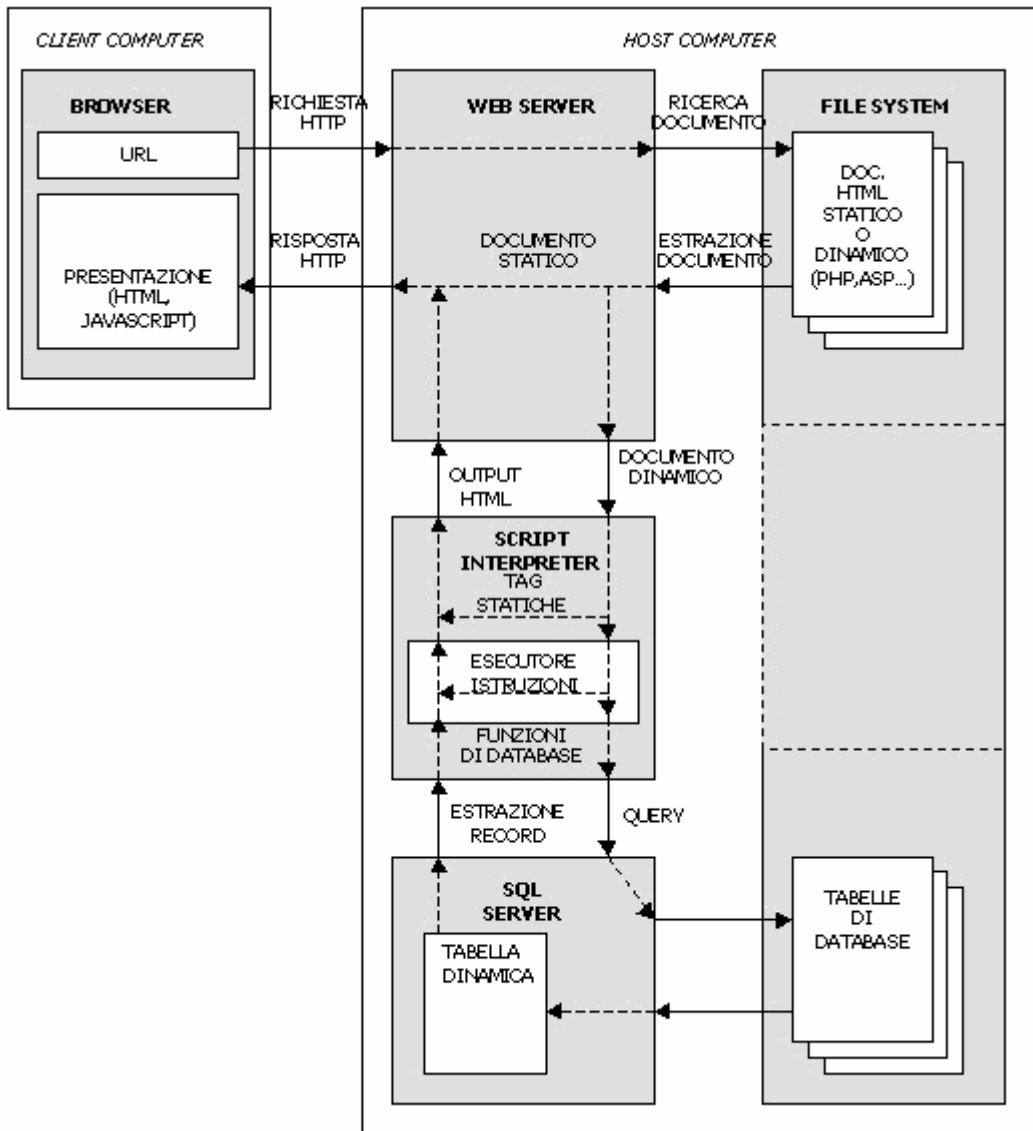 CLIENT COMPUTER
HOST COMPUTER
BROWSER
URL
PRESENTAZIONE
(HTML,
JAVASCRIPT)
RICHIESTA
HTTP
RISPOSTA
HTTP
WEB SERVER
DOCUMENTO
STATICO
RICERCA
DOCUMENTO
ESTRAZIONE
DOCUMENTO
FILE SYSTEM
DOC.
HTML
STATICO
O
DINAMICO
(PHP,ASP...)
OUTPUT
HTML
DOCUMENTO
DINAMICO
SCRIPT
INTERPRETER
TAG
STATICHE
ESECUTORE
ISTRUZIONI
FUNZIONI
DI DATABASE
ESTRAZIONE
RECORD
QUERY
SQL
SERVER
TABELLA
DINAMICA
TABELLE
DI
DATABASE